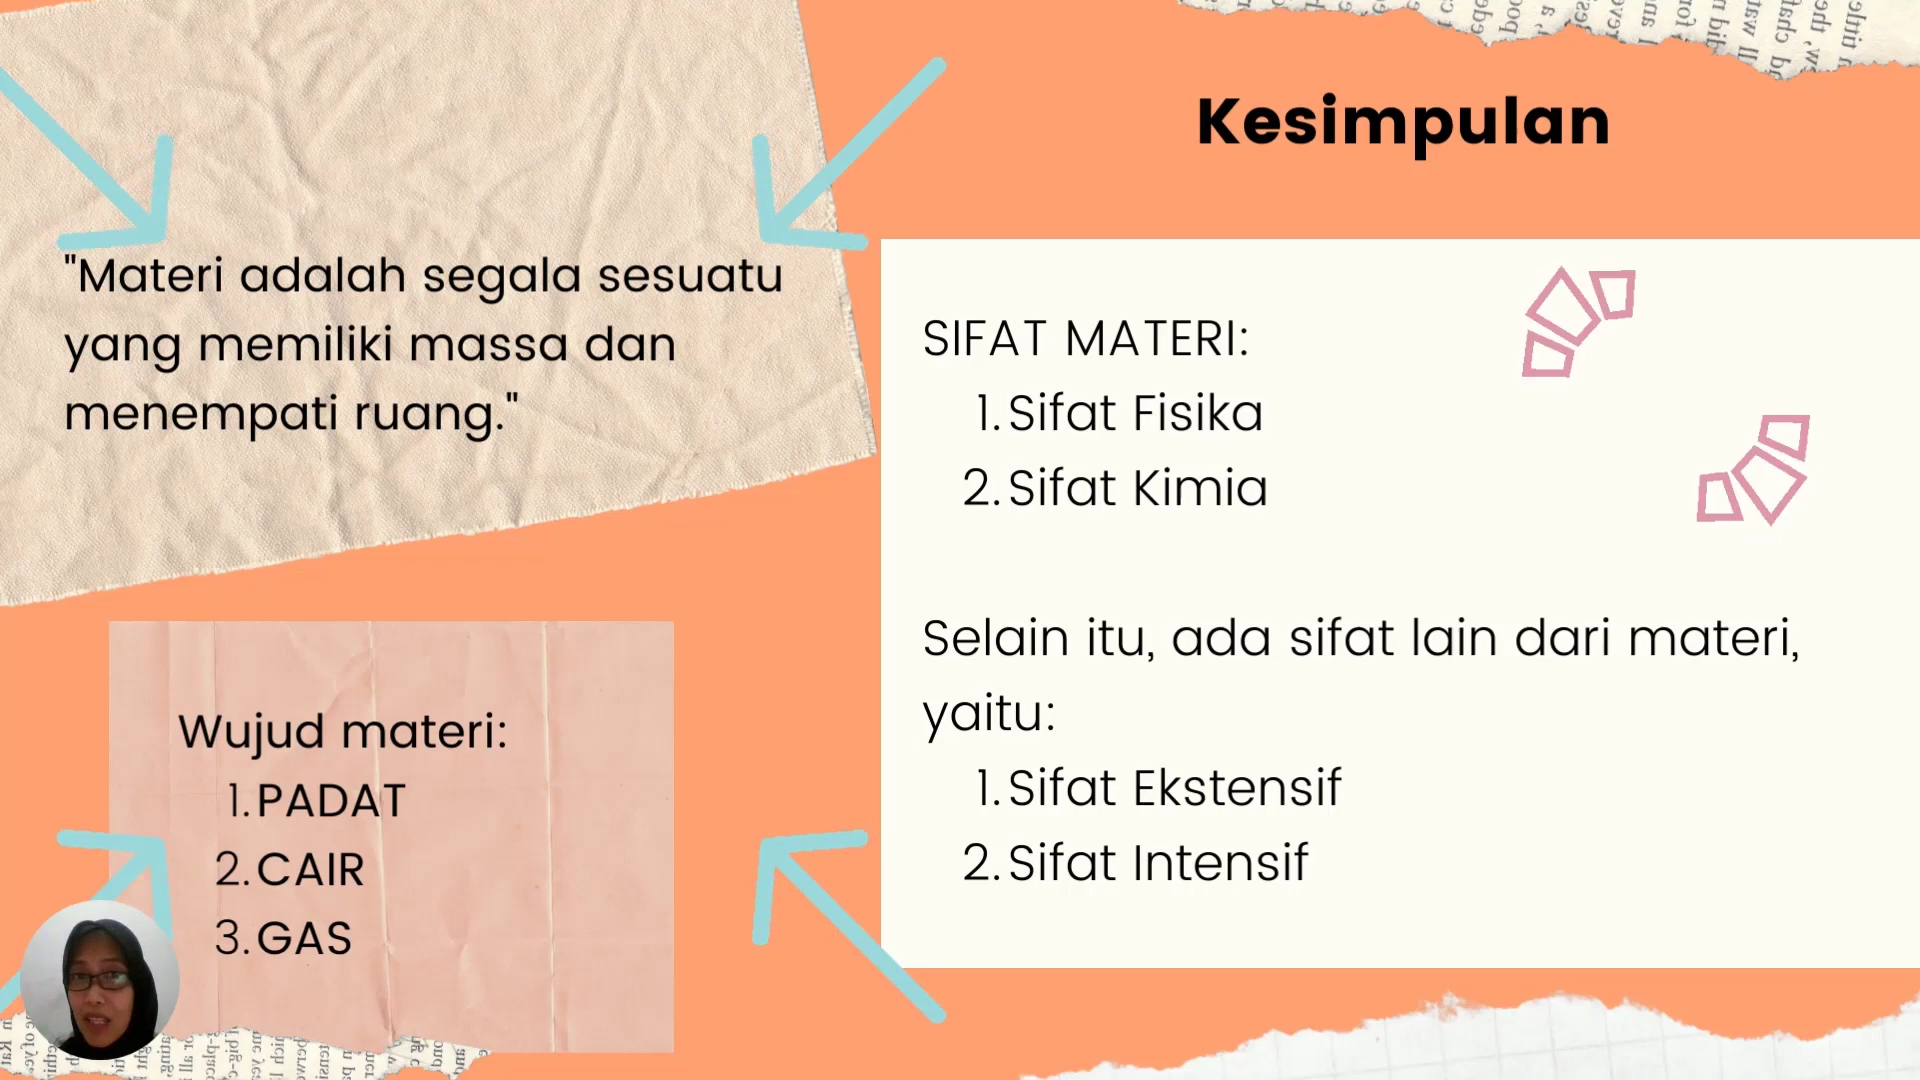 Kesimpulan
"Materi adalah segala sesuatu
yang memiliki massa dan
menempati ruang."
Wujud materi:
1. PADAT
2. CAIR
3. GAS
SIFAT MATERI:
1. Sifat Fisika
2. Sifat Kimia
Selain itu, ada sifat lain dari materi,
yaitu:
1. Sifat Ekstensif
2. Sifat Intensif